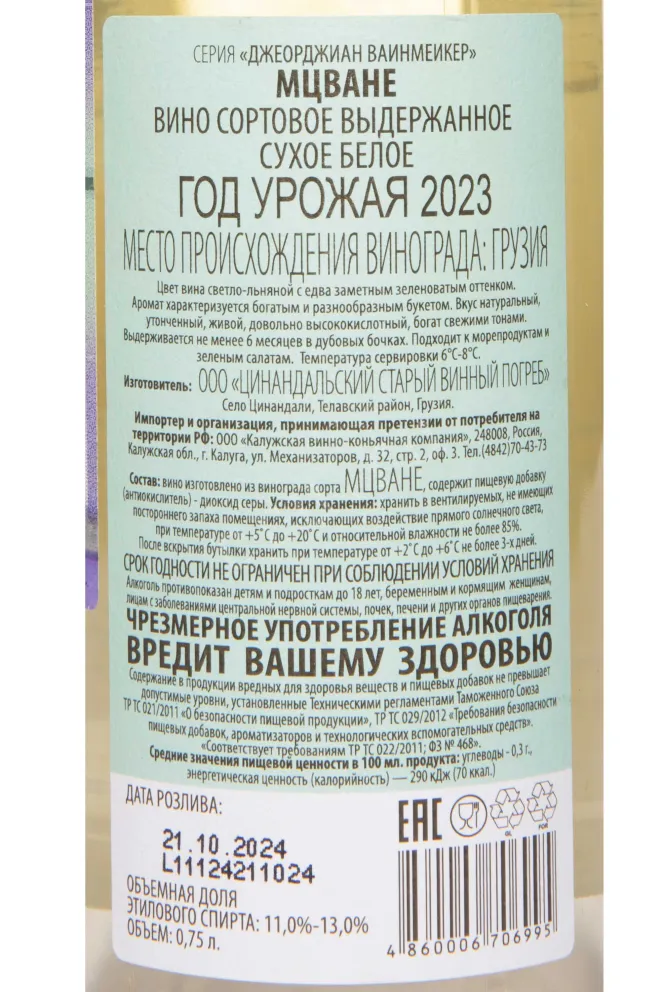 СЕРИЯ «ДЖЕОРДЖИАН ВАИНМЕЙКЕР»
МЦВАНЕ
ВИНО СОРТОВОЕ ВЫДЕРЖАННОЕ
СУХОЕ БЕЛОЕ
ГОД УРОЖАЯ 2023
МЕСТО ПРОИСХОЖДЕНИЯ ВИНОГРАДА: ГРУЗИЯ
Цвет вина светло-льняной с едва заметным зеленоватым оттенком.
Аромат характеризуется богатым и разнообразным букетом. Вкус натуральный,
утонченный, живой, довольно высококислотный, богат свежими тонами.
Выдерживается не менее 6 месяцев в дубовых бочках. Подходит к морепродуктам и
зеленым салатам. Температура сервировки 6°С-8°С.
Изготовитель: ООО «ЦИНАНДАЛЬСКИЙ СТАРЫЙ ВИННЫЙ ПОГРЕБ»
Село Цинандали, Телавский район, Грузия.
Импортер и организация, принимающая претензии от потребителя на
территории РФ: ООО «Калужская винно-коньячная компания», 248008, Россия,
Калужская обл., г. Калуга, ул. Механизаторов, д. 32, стр. 2, оф. 3. Тел.(4842)70-43-73
Состав: вино изготовлено из винограда сорта МЦВАНЕ, содержит пищевую добавку
(антиокислитель) - диоксид серы. Условия хранения: хранить в вентилируемых, не имеющих
постороннего запаха помещениях, исключающих воздействие прямого солнечного света,
при температуре от +5°С до +20°С и относительной влажности не более 85%.
После вскрытия бутылки хранить при температуре от +2°С до +6°С не более 3-х дней.
СРОК ГОДНОСТИ НЕ ОГРАНИЧЕН ПРИ СОБЛЮДЕНИИ УСЛОВИЙ ХРАНЕНИЯ
Алкоголь противопоказан детям и подросткам до 18 лет, беременным и кормящим женщинам,
лицам с заболеваниями центральной нервной системы, почек, печени и других органов пищеварения.
ЧРЕЗМЕРНОЕ УПОТРЕБЛЕНИЕ АЛКОГОЛЯ
ВРЕДИТ ВАШЕМУ ЗДОРОВЬЮ
Содержание в продукции вредных для здоровья веществ и пищевых добавок не превышает
допустимые уровни, установленные Техническими регламентами Таможенного Союза
ТР ТС 021/2011 «О безопасности пищевой продукции», ТР ТС 029/2012 «Требования безопасности
пищевых добавок, ароматизаторов и технологических вспомогательных средств».
«Соответствует требованиям ТР ТС 022/2011; ФЗ № 468».
Средние значения пищевой ценности в 100 мл. продукта: углеводы - 0,3 г.,
энергетическая ценность (калорийность) — 290 кДж (70 ккал.)
ДАТА РОЗЛИВА:
21.10.2024
L11124211024
ОБЪЕМНАЯ ДОЛЯ
ЭТИЛОВОГО СПИРТА: 11,0%-13,0%
ОБЪЕМ: 0,75 л.
EAC
GL
FOR
4 860006 706995